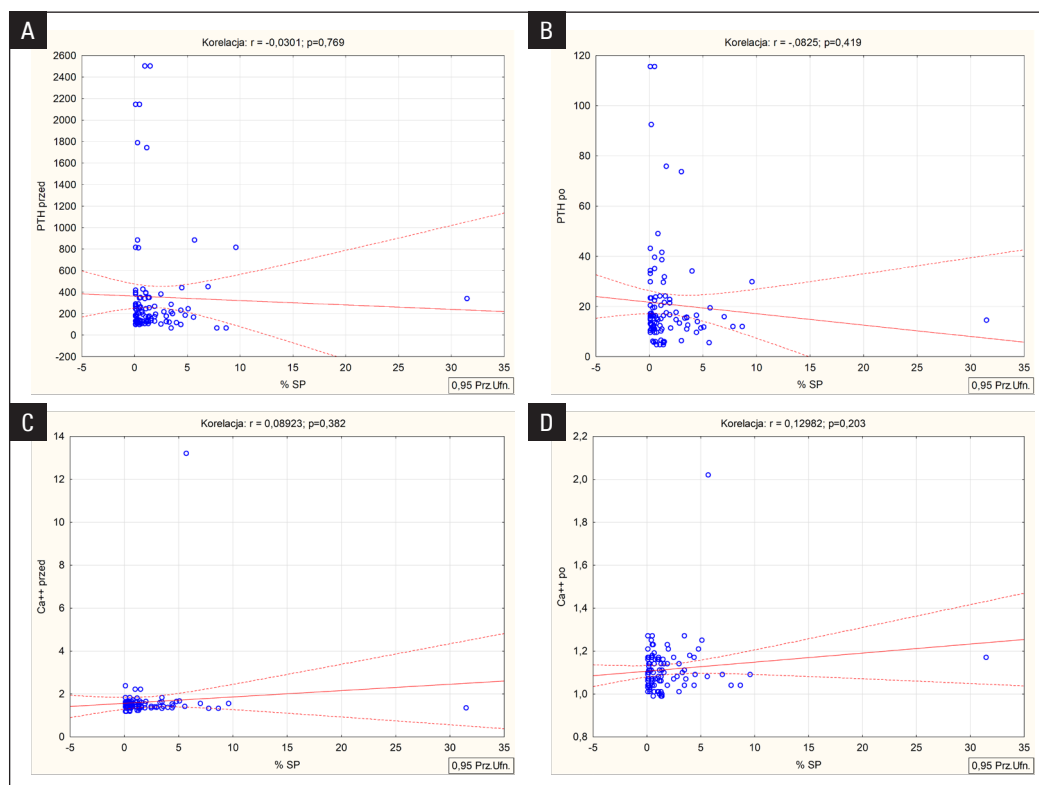 A
Korelacja: r = -0,0301; p=0,769
2600
2400
2200
2000
1800
1600
1400
1200
1000
800
600
400
200
0
-200
PTH przed
-5 0 5 10 15 20 25 30 35
% SP
0,95 Prz.Ufn.
B
Korelacja: r = -,0825; p=0,419
120
100
80
60
40
20
0
PTH po
-5 0 5 10 15 20 25 30 35
% SP
0,95 Prz.Ufn.
C
Korelacja: r = 0,08923; p=0,382
14
12
10
8
6
4
2
0
Ca++ przed
-5 0 5 10 15 20 25 30 35
% SP
0,95 Prz.Ufn.
D
Korelacja: r = 0,12982; p=0,203
2,2
2,0
1,8
1,6
1,4
1,2
1,0
0,8
Ca++ po
-5 0 5 10 15 20 25 30 35
% SP
0,95 Prz.Ufn.